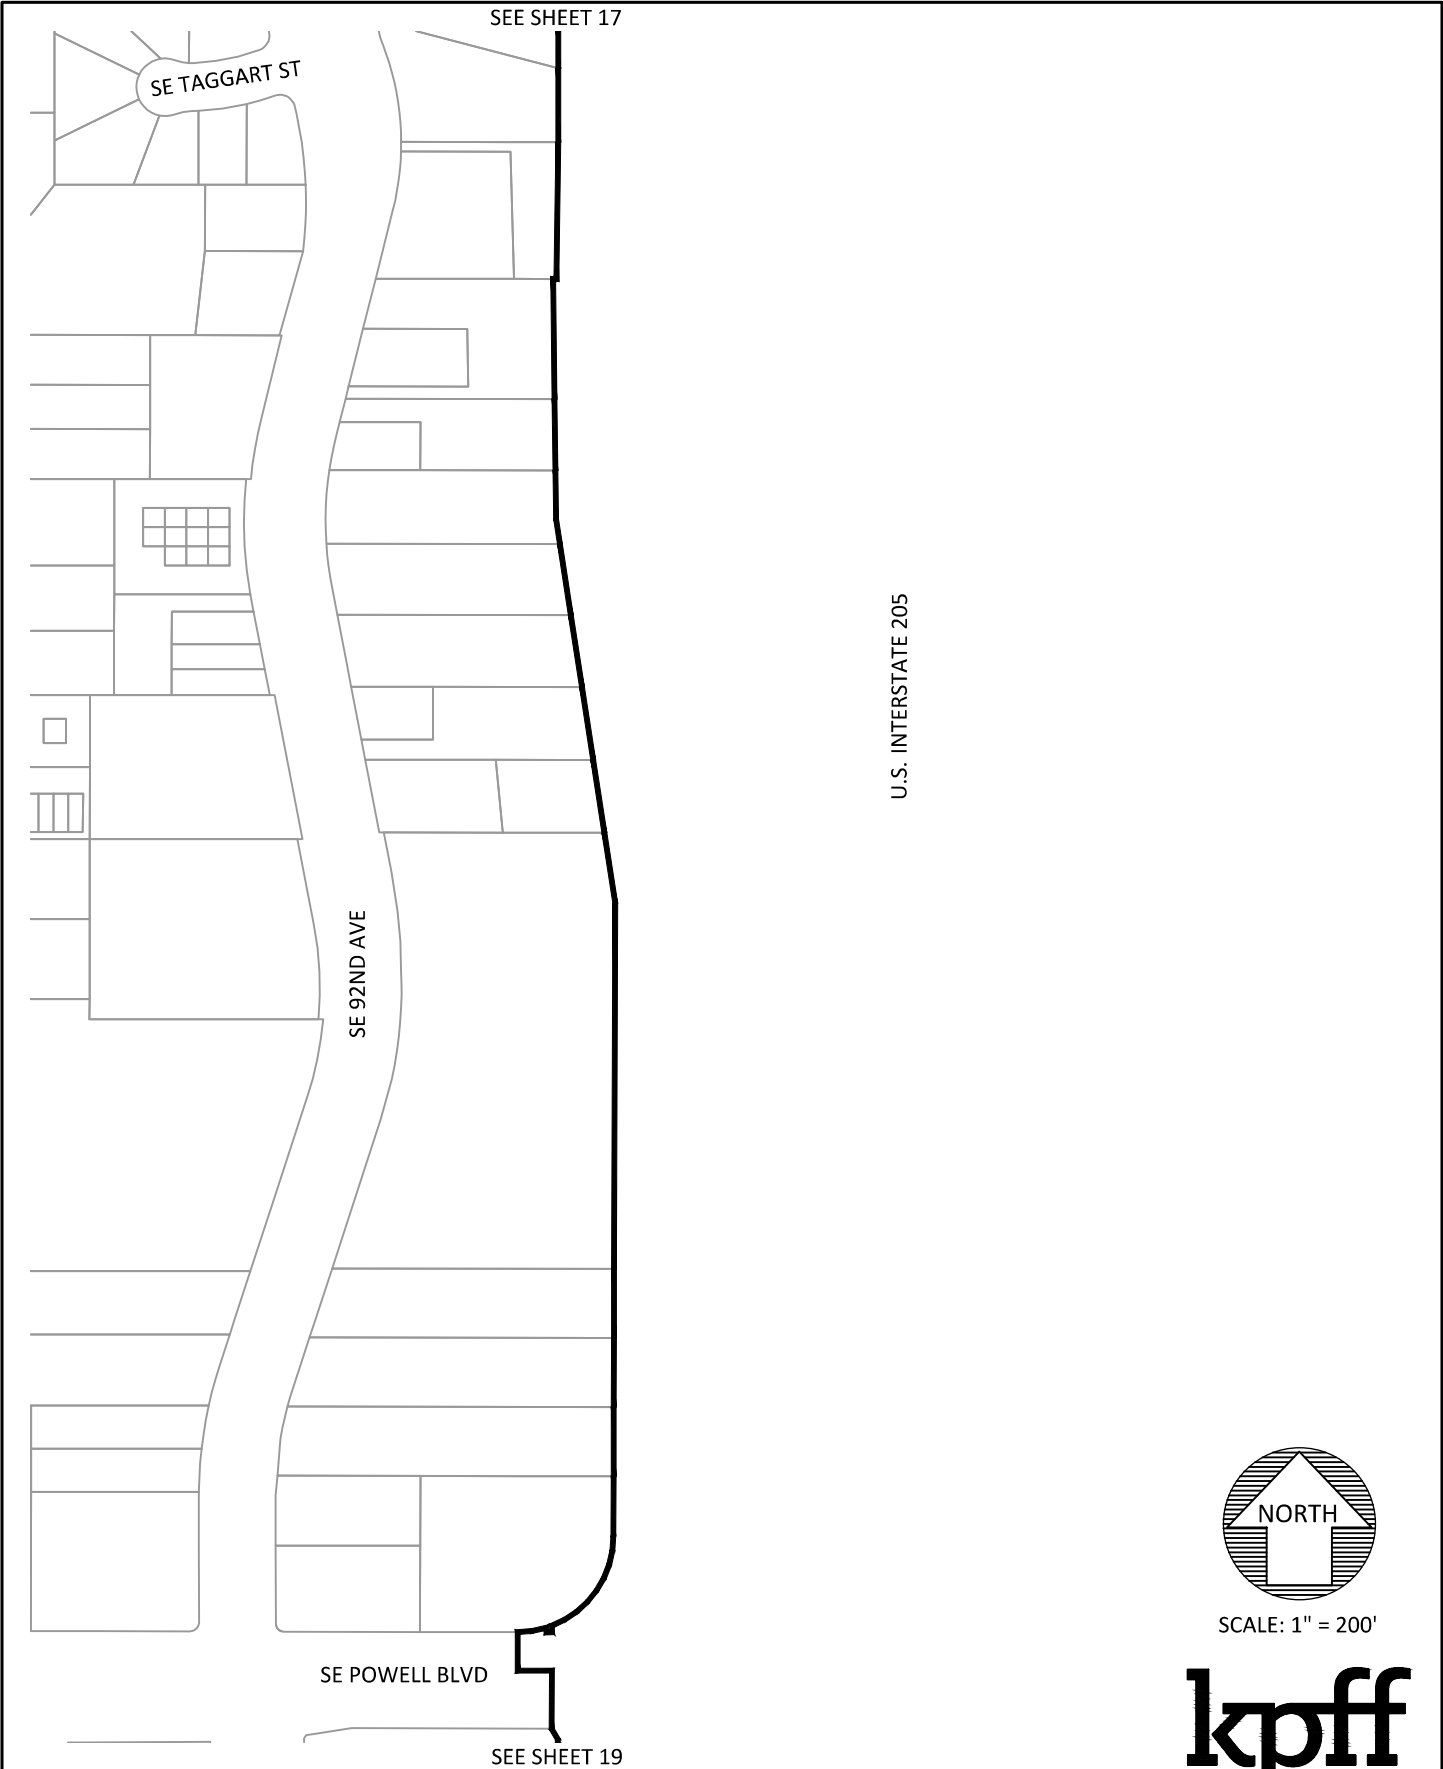 SEE SHEET 17
SE TAGGART ST
U.S. INTERSTATE 205
SE 92ND AVE
NORTH
SCALE: 1" = 200'
SE POWELL BLVD
kpff
SEE SHEET 19